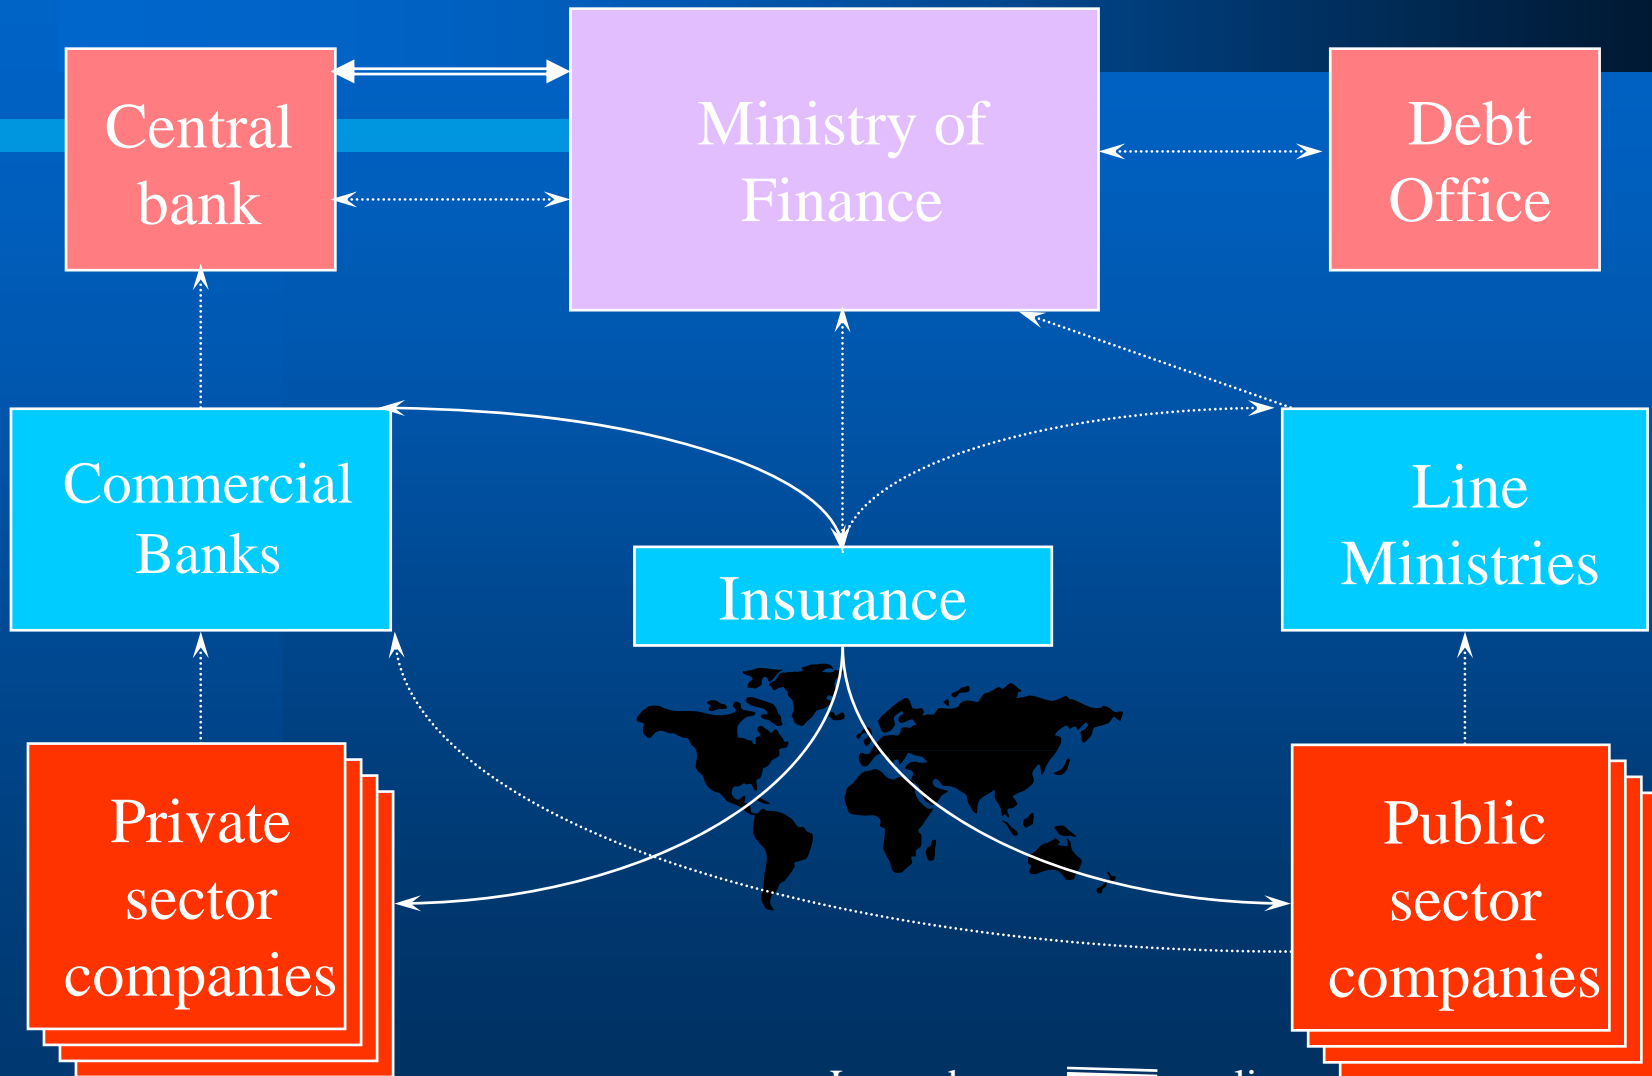 Central
bank
Ministry of
Finance
Debt
Office
Commercial
Banks
Insurance
Line
Ministries
Private
sector
companies
Public
sector
companies